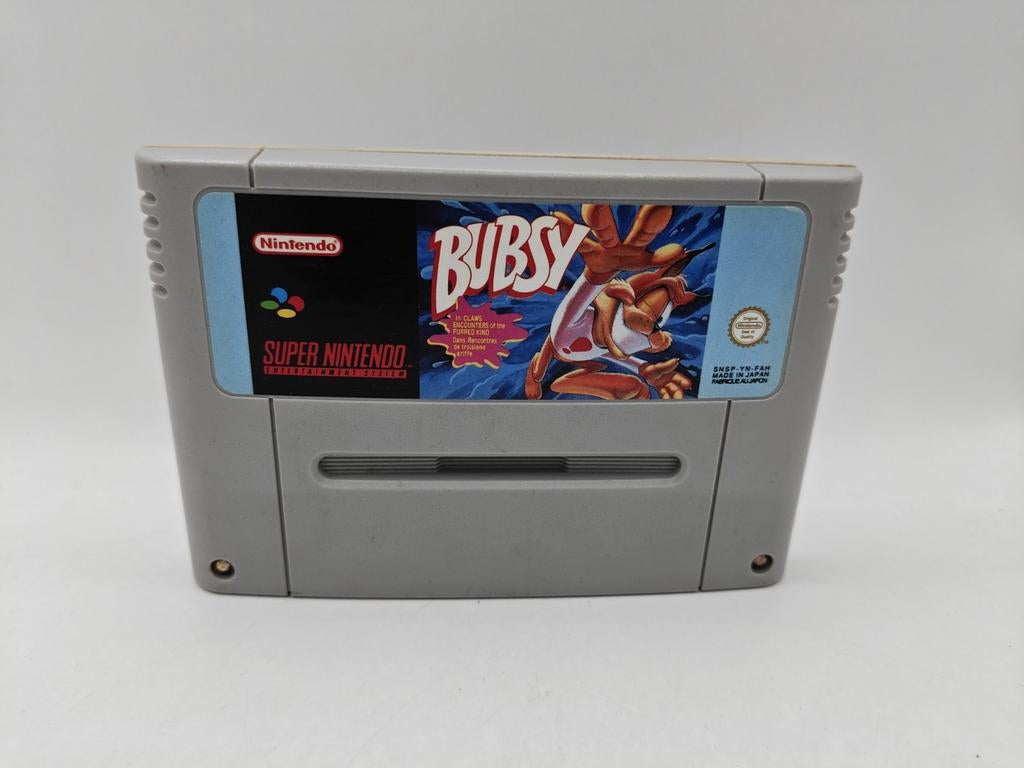 Nintendo®
SUPER NINTENDO™
ENTERTAINMENT SYSTEM
BUBSY
in CLAWS
ENCOUNTERS of the
FURRED KIND
Dans Rencontres
de troisième
griffe
Original
Nintendo
Seal of
Quality
SNSP-YN-FAH
MADE IN JAPAN
FABRIQUE AU JAPON